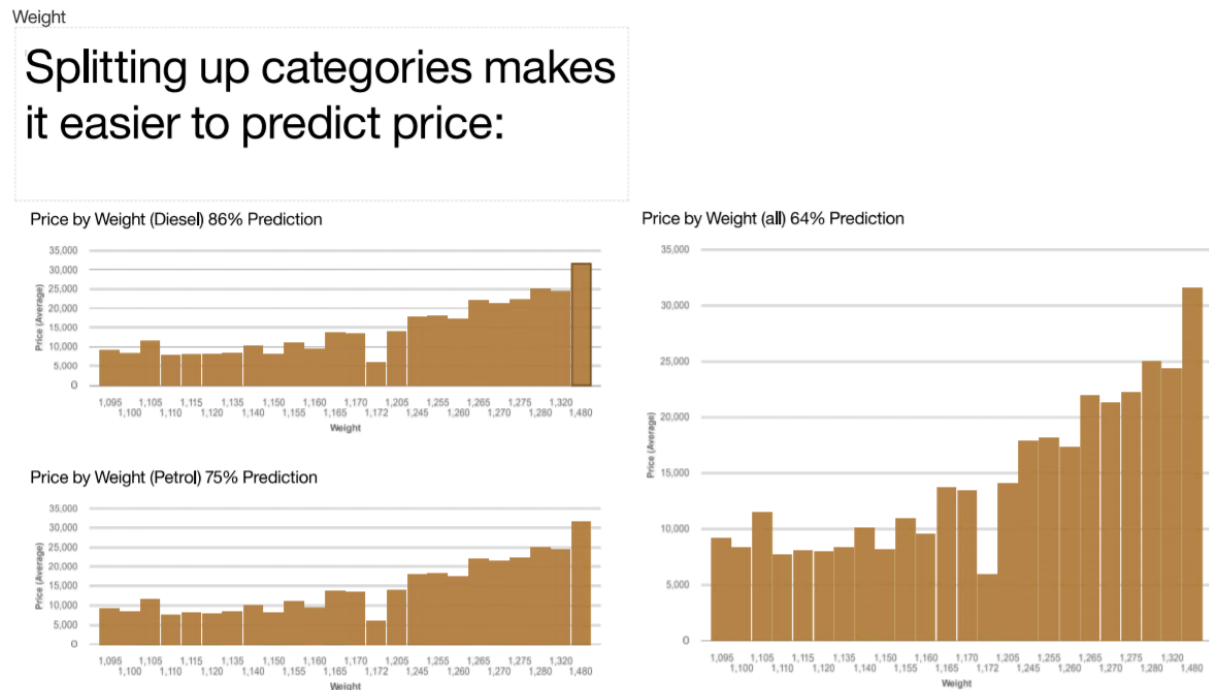 Weight
Splitting up categories makes
it easier to predict price:
Price by Weight (Diesel) 86% Prediction
35,000
30,000
25,000
20,000
15,000
10,000
5,000
0
Price (Average)
1,095 1,105 1,115 1,135 1,150 1,160 1,170 1,205 1,255 1,265 1,275 1,320
1,100 1,110 1,120 1,140 1,155 1,165 1,172 1,245 1,260 1,270 1,280 1,480
Weight
Price by Weight (Petrol) 75% Prediction
35,000
30,000
25,000
20,000
15,000
10,000
5,000
0
Price (Average)
1,095 1,105 1,115 1,135 1,150 1,160 1,170 1,205 1,255 1,265 1,275 1,320
1,100 1,110 1,120 1,140 1,155 1,165 1,172 1,245 1,260 1,270 1,280 1,480
Weight
Price by Weight (all) 64% Prediction
35,000
30,000
25,000
20,000
15,000
10,000
5,000
0
Price (Average)
1,095 1,105 1,115 1,135 1,150 1,160 1,170 1,205 1,255 1,265 1,275 1,320
1,100 1,110 1,120 1,140 1,155 1,165 1,172 1,245 1,260 1,270 1,280 1,480
Weight